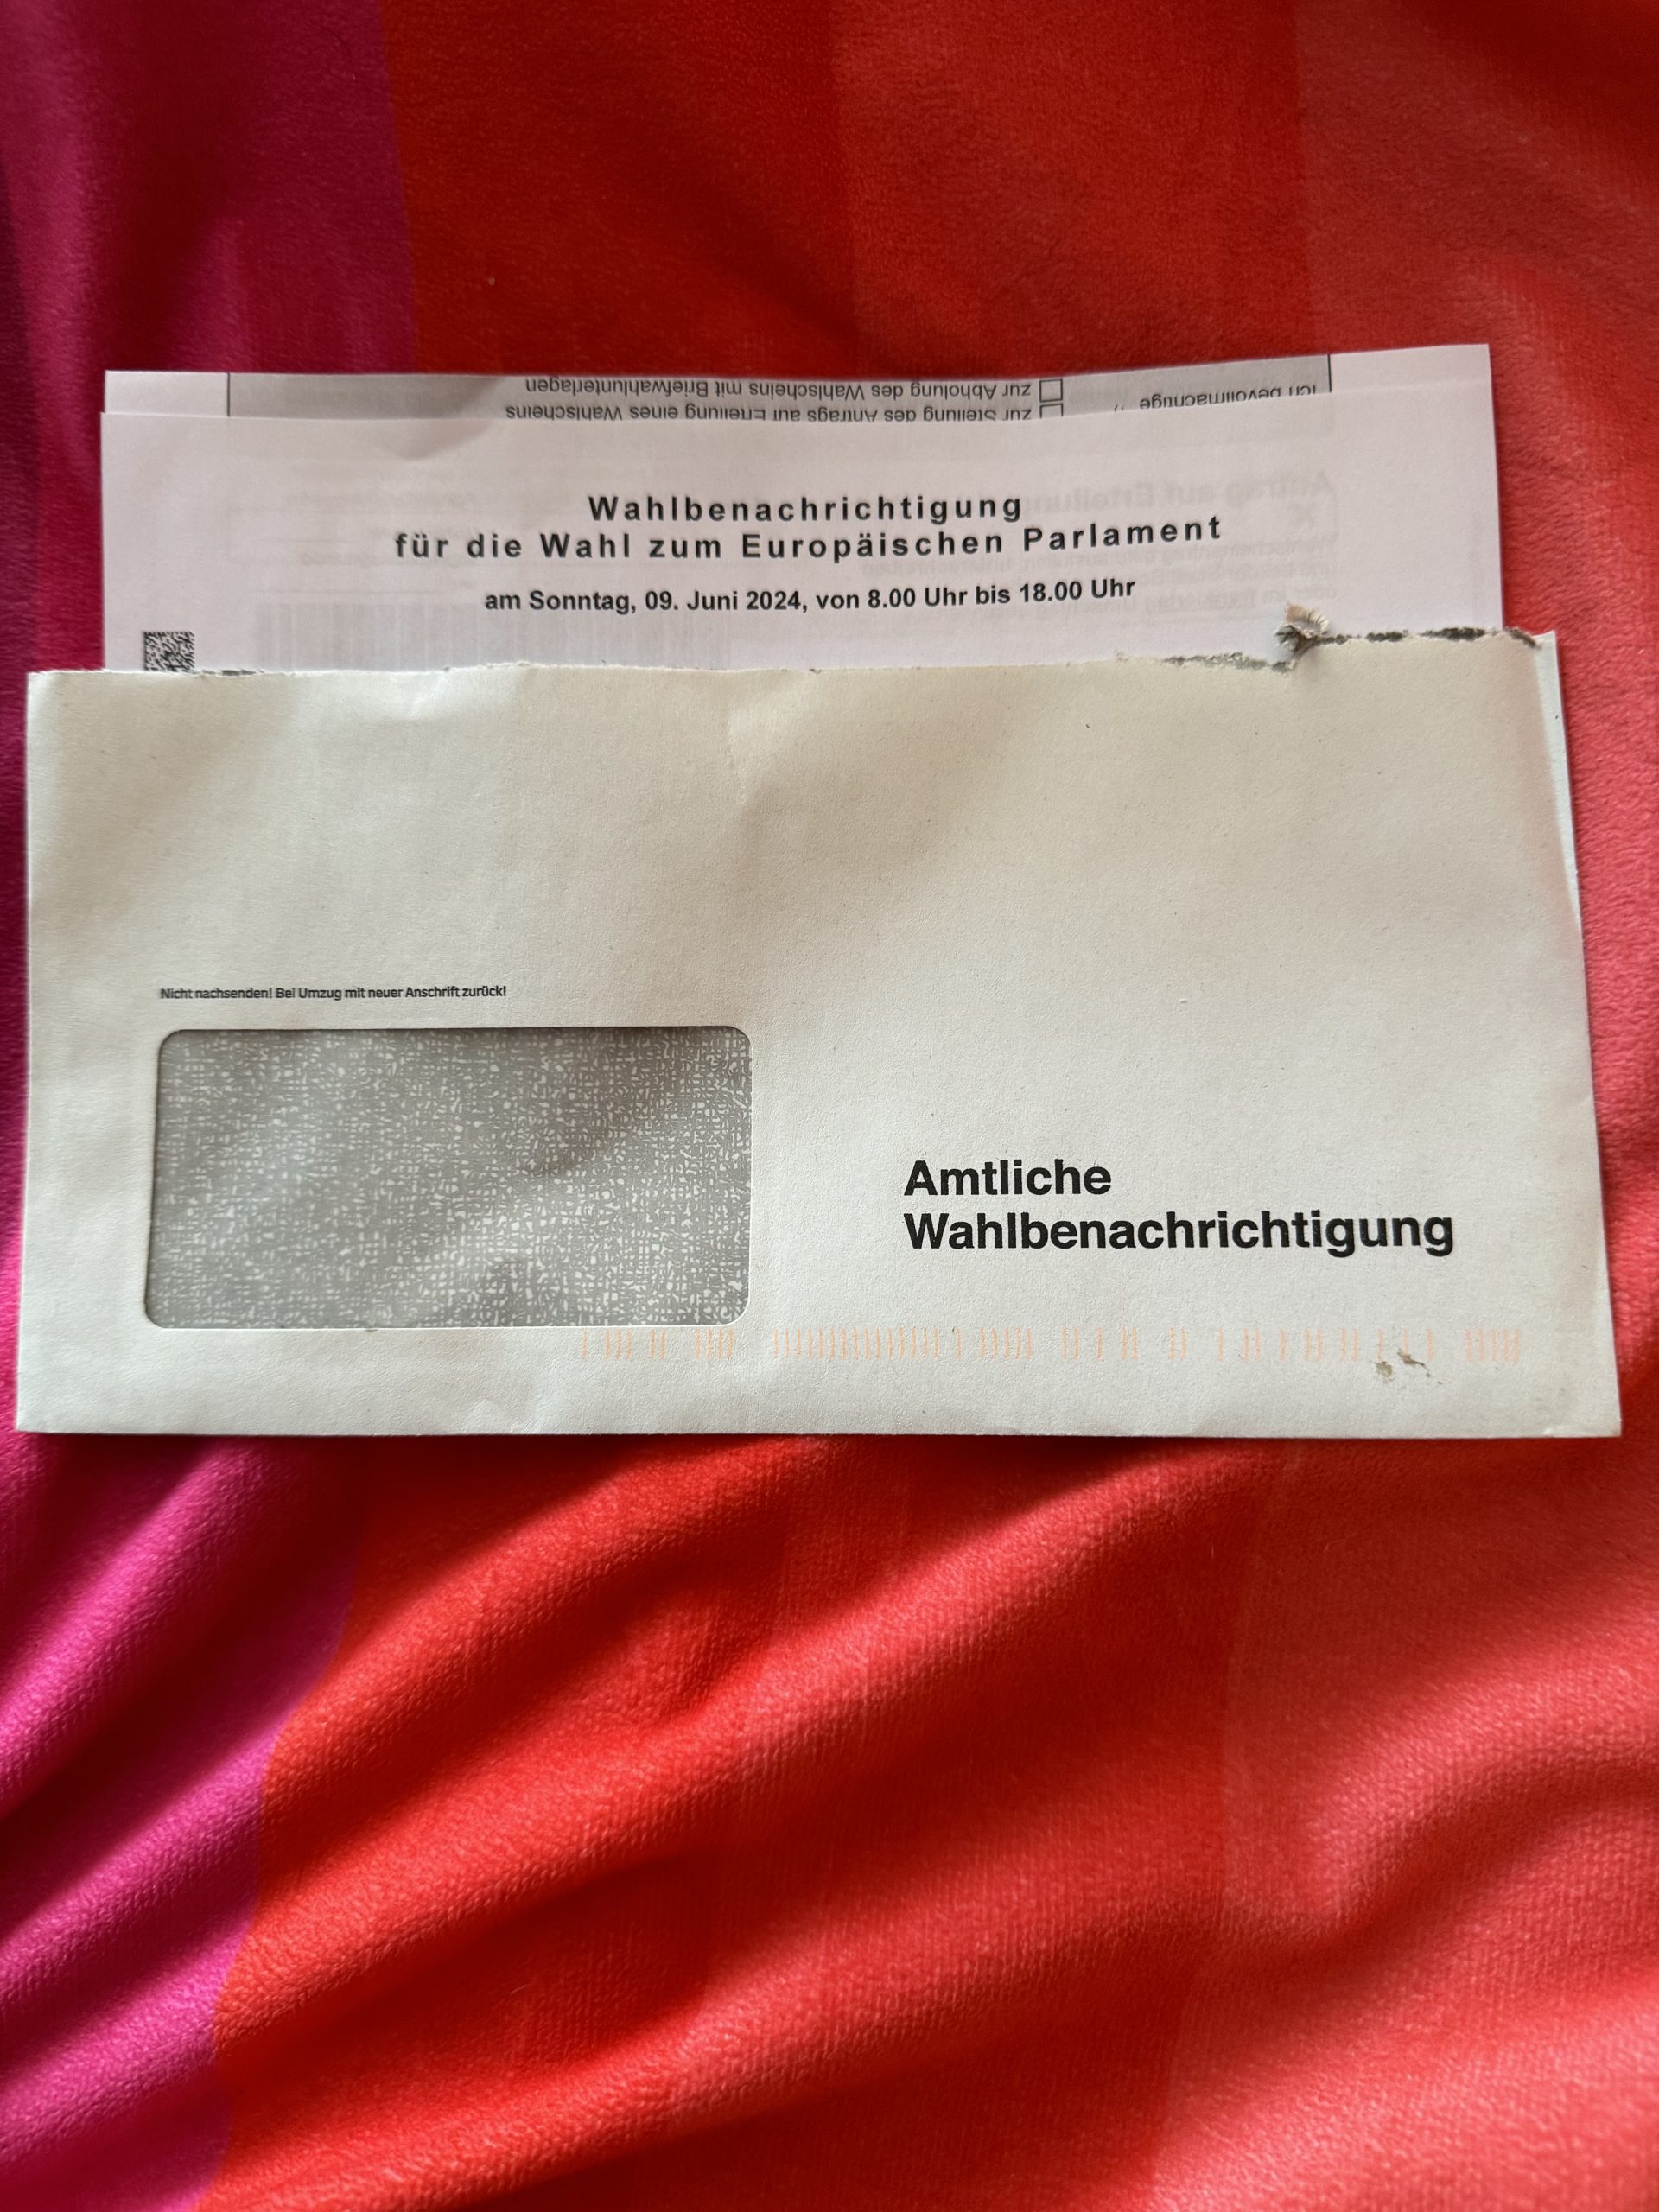 zur Abholung des Wahlscheins mit Briefwahlunterlagen
Ich bevollmächtige zur Stellung des Antrags auf Erteilung eines Wahlscheins
Wahlbenachrichtigung
für die Wahl zum Europäischen Parlament
am Sonntag, 09. Juni 2024, von 8.00 Uhr bis 18.00 Uhr
Nicht nachsenden! Bei Umzug mit neuer Anschrift zurück!
Amtliche
Wahlbenachrichtigung